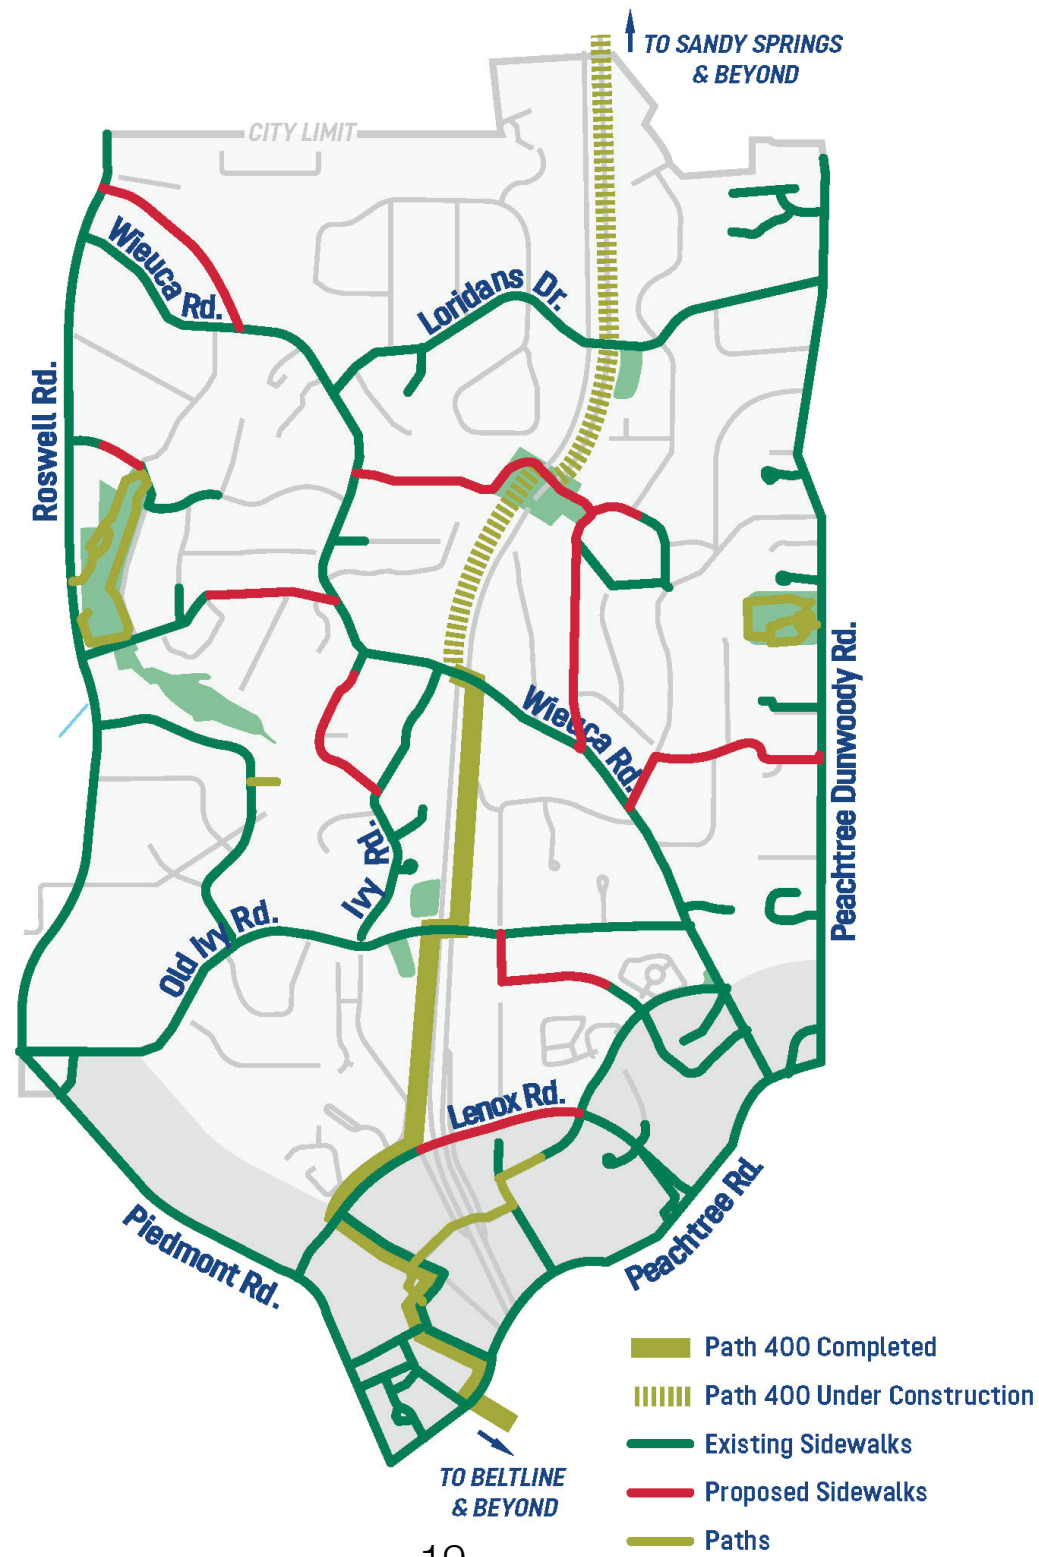 TO SANDY SPRINGS
& BEYOND
CITY LIMIT
Wieuca Rd.
Loridans Dr.
Roswell Rd.
Wieuca Rd.
Peachtree Dunwoody Rd.
Ivy Rd.
Old Ivy Rd.
Lenox Rd.
Piedmont Rd.
Peachtree Rd.
Path 400 Completed
Path 400 Under Construction
Existing Sidewalks
Proposed Sidewalks
Paths
TO BELTLINE
& BEYOND